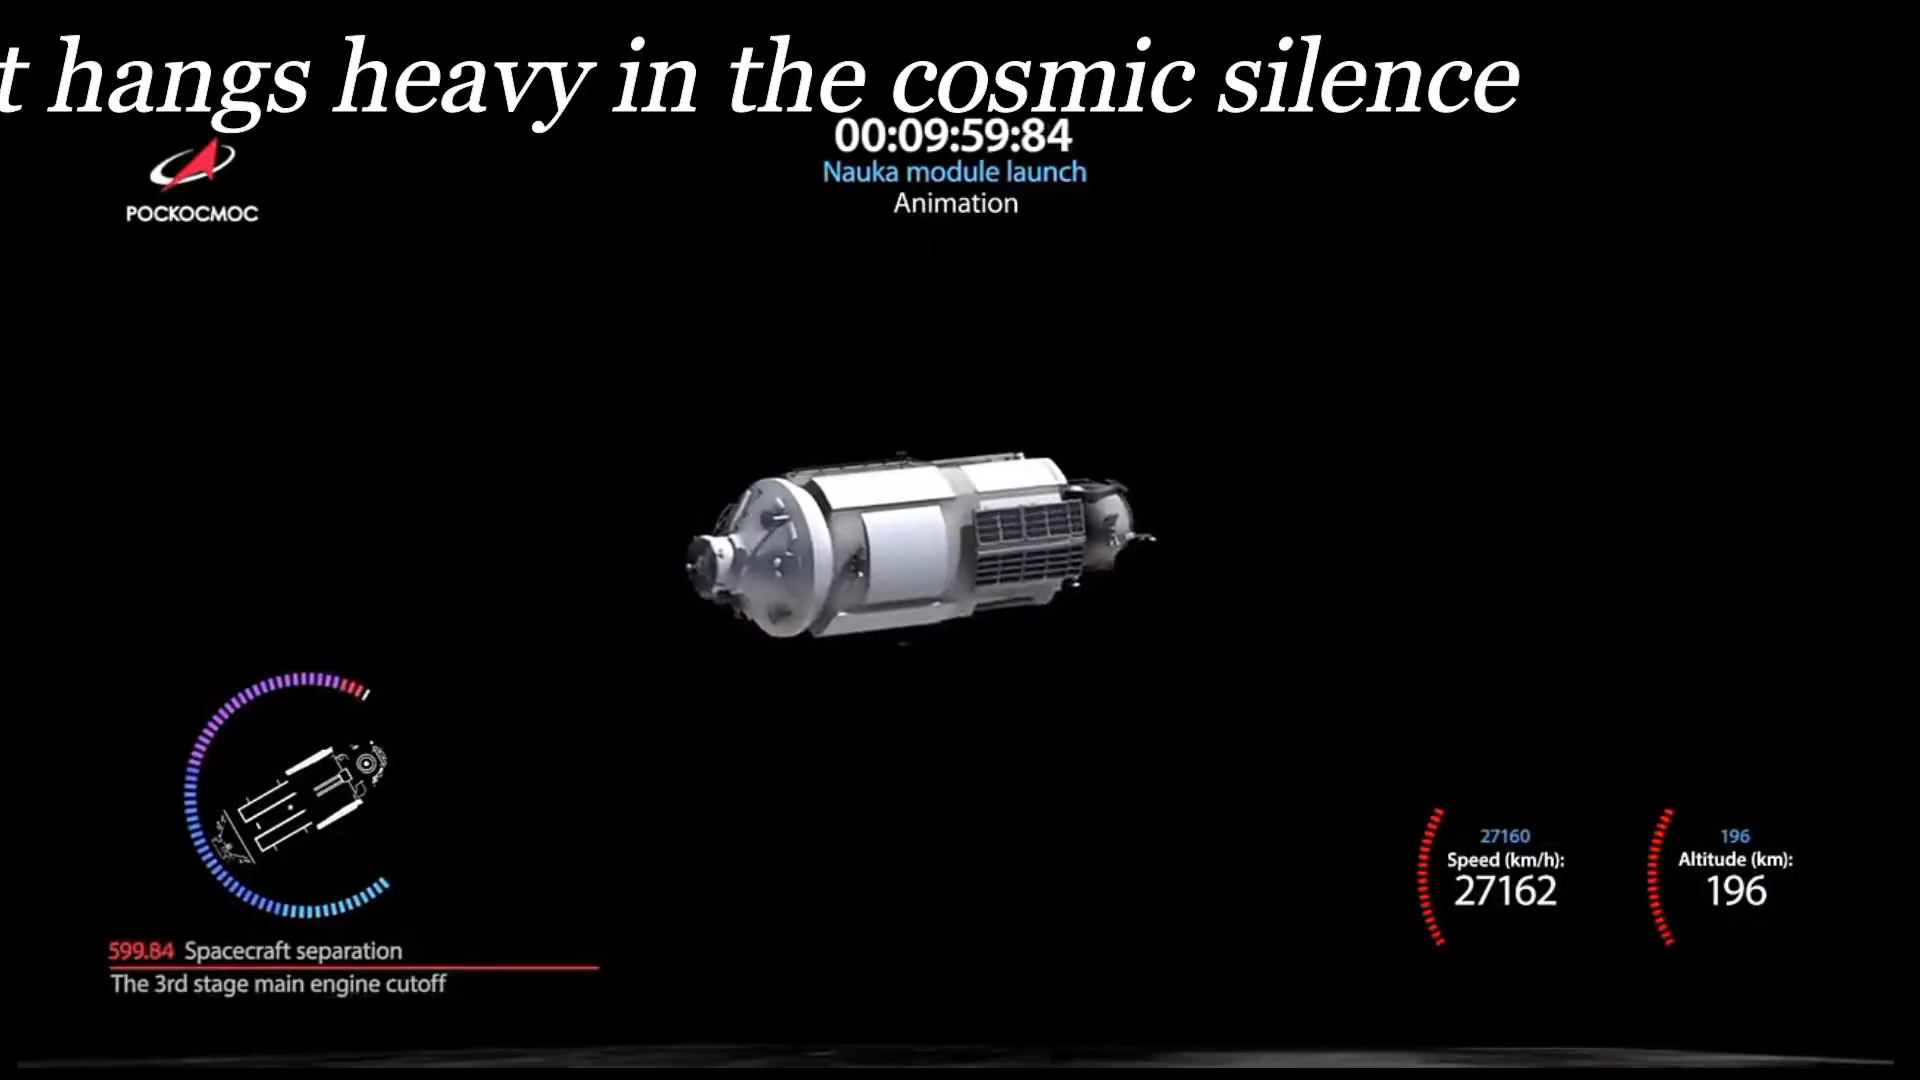 t hangs heavy in the cosmic silence
00:09:59:84
Nauka module launch
Animation
РОСКОСМОС
599.84 Spacecraft separation
The 3rd stage main engine cutoff
27160
Speed (km/h):
27162
196
Altitude (km):
196